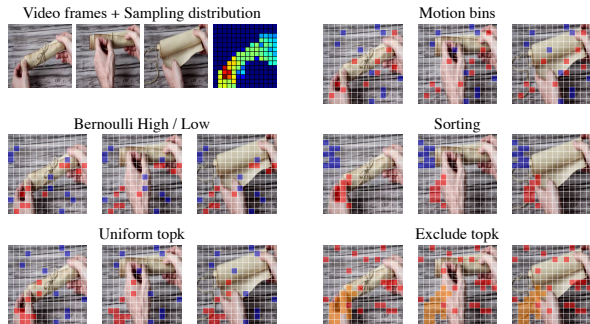 Video frames + Sampling distribution
Motion bins
Bernoulli High / Low
Sorting
Uniform topk
Exclude topk